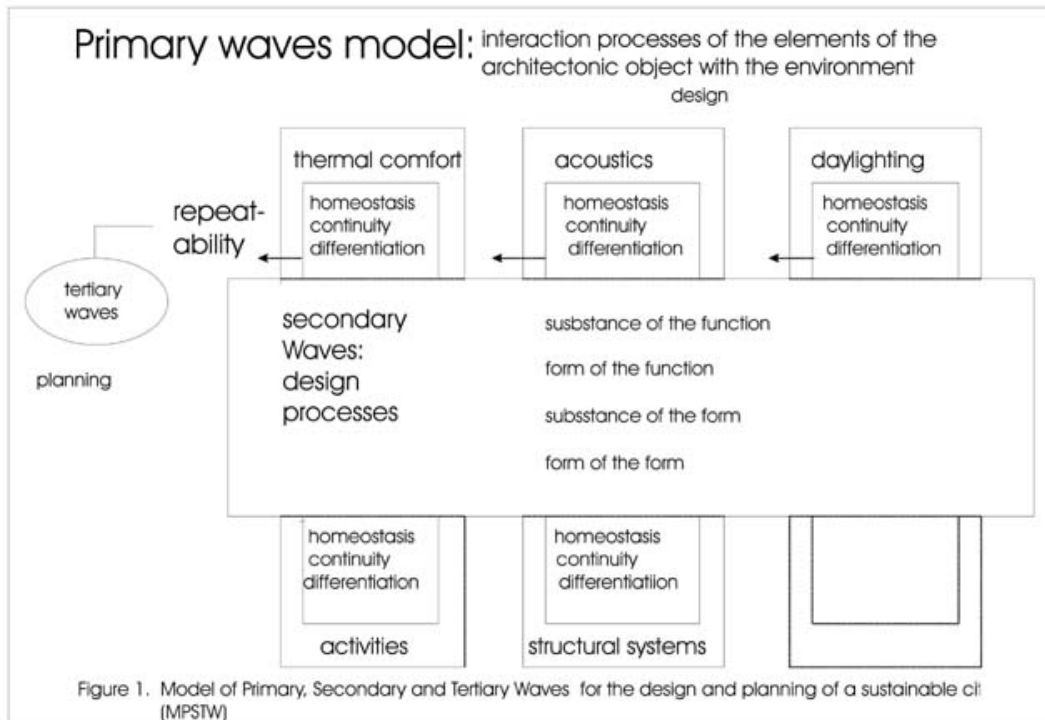 Primary waves model: interaction processes of the elements of the
architectonic object with the environment
design
thermal comfort
acoustics
daylighting
homeostasis
continuity
differentiation
homeostasis
continuity
differentiation
homeostasis
continuity
differentiation
repeat-
ability
tertiary
waves
planning
secondary
Waves:
design
processes
susbstance of the function
form of the function
subsstance of the form
form of the form
homeostasis
continuity
differentiation
homeostasis
continuity
differentiatiion
activities
structural systems
Figure 1. Model of Primary, Secondary and Tertiary Waves for the design and planning of a sustainable
(MPSTW)